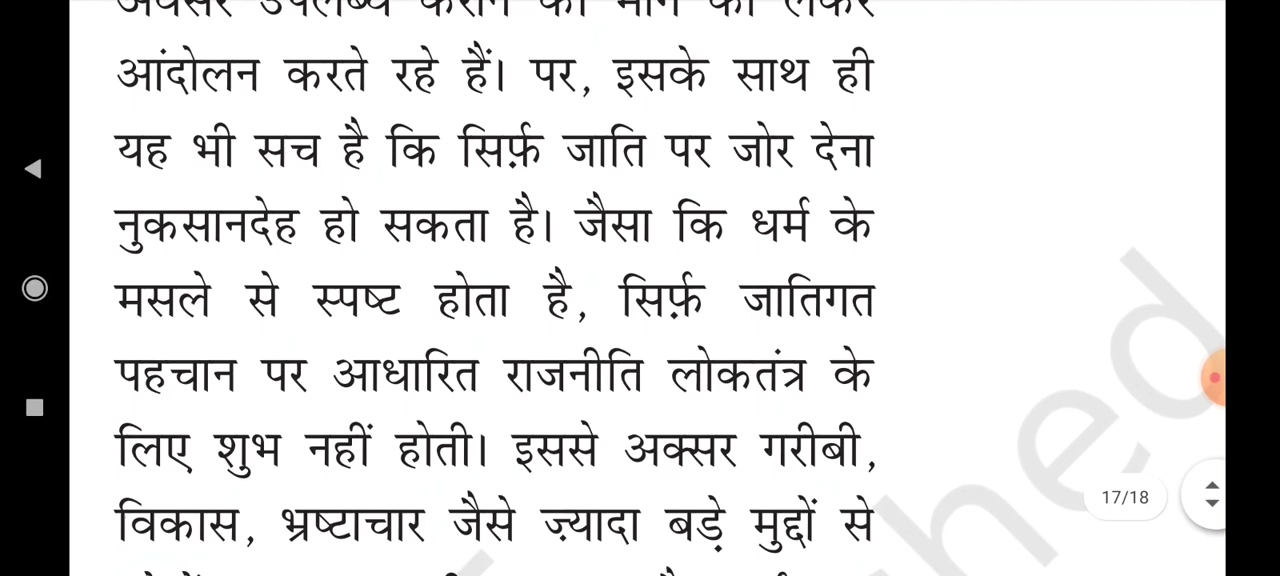 आंदोलन करते रहे हैं। पर, इसके साथ ही
यह भी सच है कि सिर्फ़ जाति पर जोर देना
नुकसानदेह हो सकता है। जैसा कि धर्म के
मसले से स्पष्ट होता है, सिर्फ़ जातिगत
पहचान पर आधारित राजनीति लोकतंत्र के
लिए शुभ नहीं होती। इससे अक्सर गरीबी,
विकास, भ्रष्टाचार जैसे ज़्यादा बड़े मुद्दों से
17/18